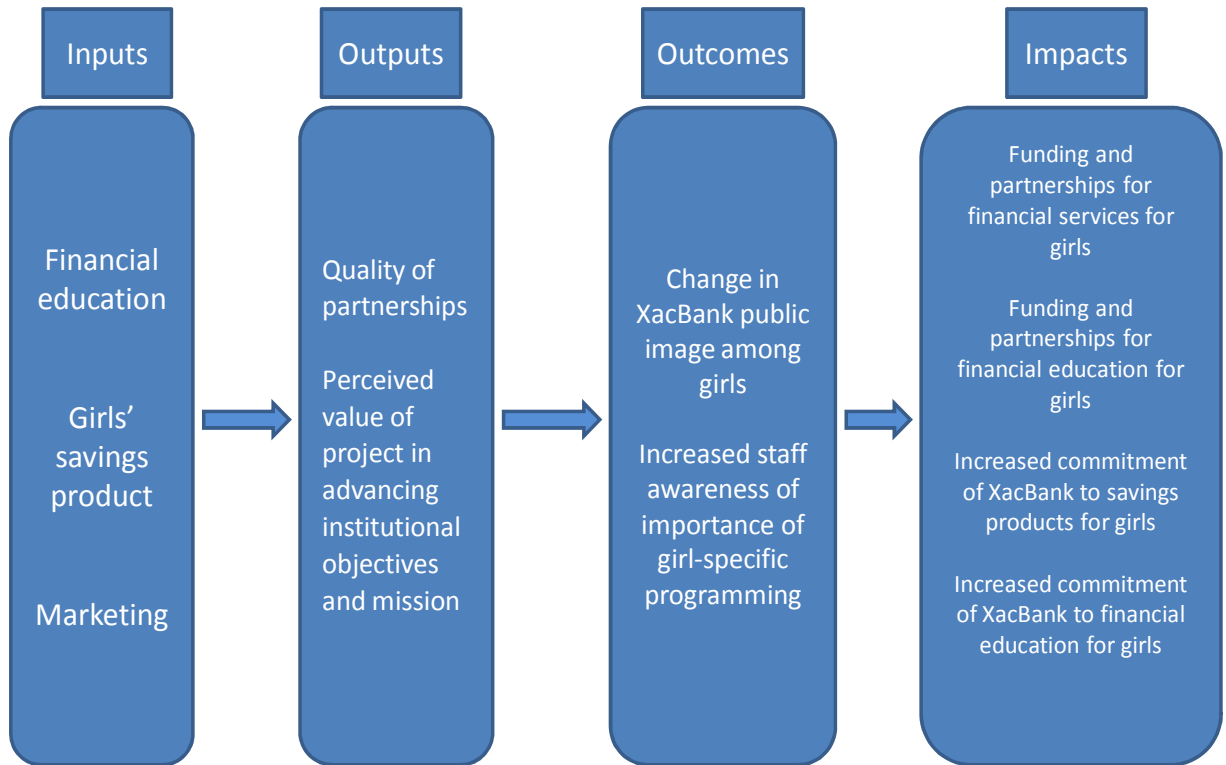 Inputs
Financial
education
Girls'
savings
product
Marketing
Outputs
Quality of
partnerships
Perceived
value of
project in
advancing
institutional
objectives
and mission
Outcomes
Change in
XacBank public
image among
girls
Increased staff
awareness of
importance of
girl-specific
programming
Impacts
Funding and
partnerships for
financial services for
girls
Funding and
partnerships for
financial education for
girls
Increased commitment
of XacBank to savings
products for girls
Increased commitment
of XacBank to financial
education for girls